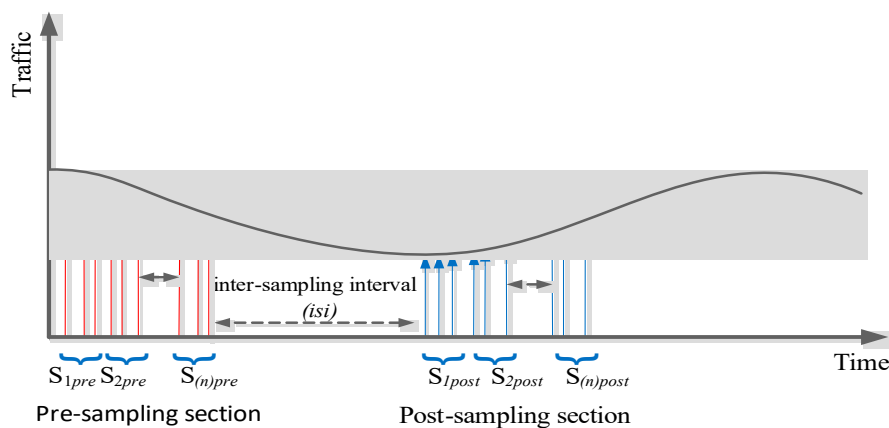 Traffic
inter-sampling interval
(isi)
Time
S1pre S2pre S(n)pre S1post S2post S(n)post
Pre-sampling section Post-sampling section